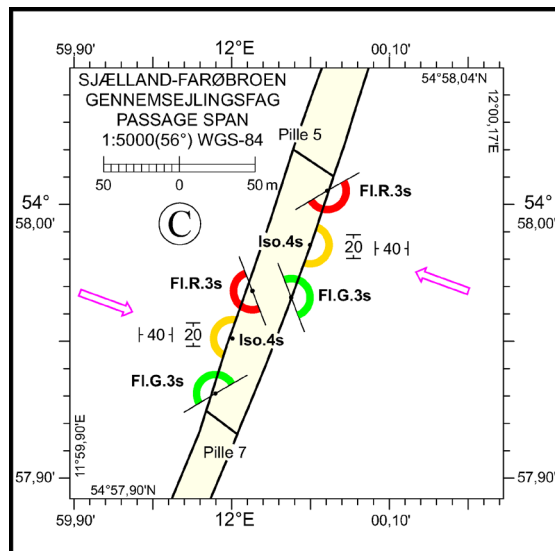 59,90'
12°E
00,10'
SJÆLLAND-FARØBROEN
GENNEMSEJLINGSFAG
PASSAGE SPAN
1:5000(56°) WGS-84
50 0 50 m
54°58,04'N
12°00,17'E
Pille 5
54°
58,00'
54°
58,00'
C
Fl.R.3s
Iso.4s
20
40
Fl.R.3s
Fl.G.3s
40
20
Iso.4s
Fl.G.3s
Pille 7
11°59,90'E
54°57,90'N
57,90'
57,90'
59,90'
12°E
00,10'